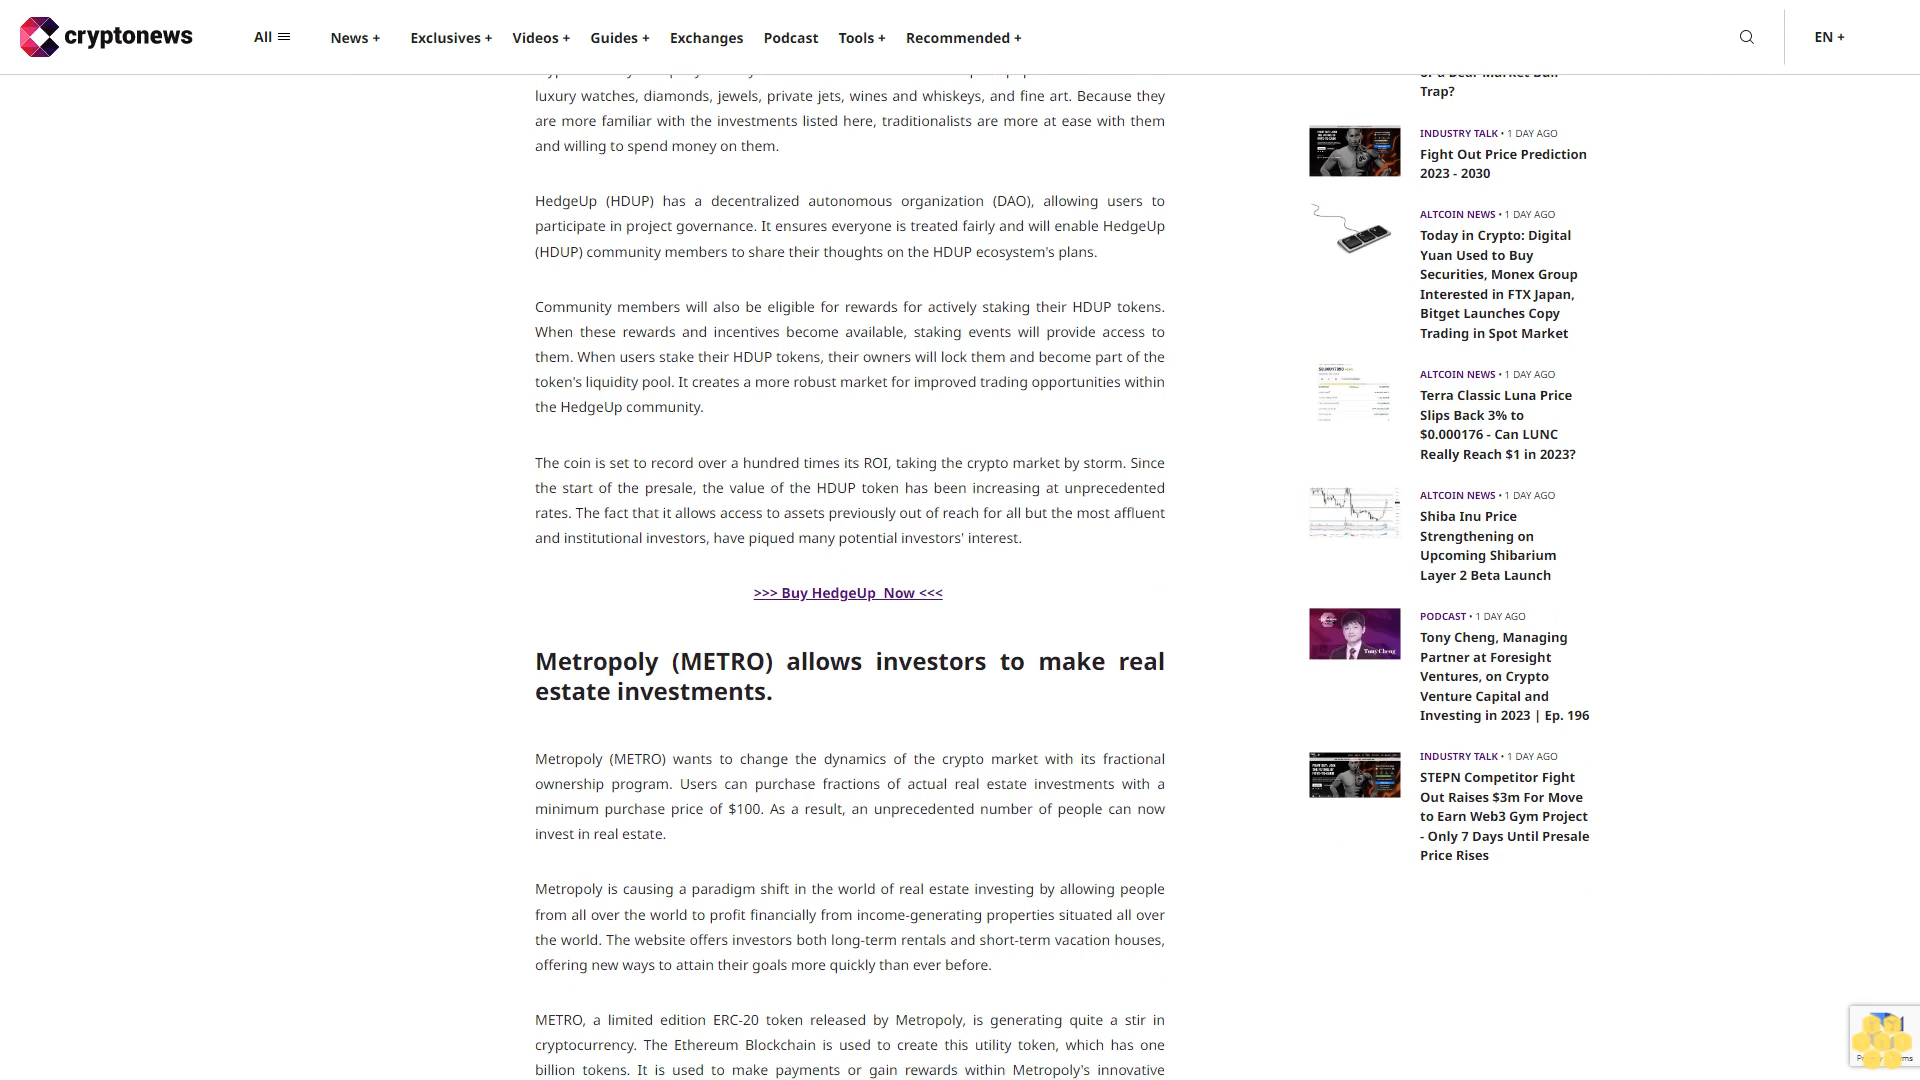 cryptonews
All
News +
Exclusives +
Videos +
Guides +
Exchanges
Podcast
Tools +
Recommended +
EN +
luxury watches, diamonds, jewels, private jets, wines and whiskeys, and fine art. Because they
are more familiar with the investments listed here, traditionalists are more at ease with them
and willing to spend money on them.
HedgeUp (HDUP) has a decentralized autonomous organization (DAO), allowing users to
participate in project governance. It ensures everyone is treated fairly and will enable HedgeUp
(HDUP) community members to share their thoughts on the HDUP ecosystem's plans.
Community members will also be eligible for rewards for actively staking their HDUP tokens.
When these rewards and incentives become available, staking events will provide access to
them. When users stake their HDUP tokens, their owners will lock them and become part of the
token's liquidity pool. It creates a more robust market for improved trading opportunities within
the HedgeUp community.
The coin is set to record over a hundred times its ROI, taking the crypto market by storm. Since
the start of the presale, the value of the HDUP token has been increasing at unprecedented
rates. The fact that it allows access to assets previously out of reach for all but the most affluent
and institutional investors, have piqued many potential investors' interest.
>>> Buy HedgeUp  Now <<<
Metropoly (METRO) allows investors to make real
estate investments.
Metropoly (METRO) wants to change the dynamics of the crypto market with its fractional
ownership program. Users can purchase fractions of actual real estate investments with a
minimum purchase price of $100. As a result, an unprecedented number of people can now
invest in real estate.
Metropoly is causing a paradigm shift in the world of real estate investing by allowing people
from all over the world to profit financially from income-generating properties situated all over
the world. The website offers investors both long-term rentals and short-term vacation houses,
offering new ways to attain their goals more quickly than ever before.
METRO, a limited edition ERC-20 token released by Metropoly, is generating quite a stir in
cryptocurrency. The Ethereum Blockchain is used to create this utility token, which has one
billion tokens. It is used to make payments or gain rewards within Metropoly's innovative
Trap?
INDUSTRY TALK • 1 DAY AGO
Fight Out Price Prediction
2023 - 2030
ALTCOIN NEWS • 1 DAY AGO
Today in Crypto: Digital
Yuan Used to Buy
Securities, Monex Group
Interested in FTX Japan,
Bitget Launches Copy
Trading in Spot Market
ALTCOIN NEWS • 1 DAY AGO
Terra Classic Luna Price
Slips Back 3% to
$0.000176 - Can LUNC
Really Reach $1 in 2023?
ALTCOIN NEWS • 1 DAY AGO
Shiba Inu Price
Strengthening on
Upcoming Shibarium
Layer 2 Beta Launch
Tony Cheng
PODCAST • 1 DAY AGO
Tony Cheng, Managing
Partner at Foresight
Ventures, on Crypto
Venture Capital and
Investing in 2023 | Ep. 196
INDUSTRY TALK • 1 DAY AGO
STEPN Competitor Fight
Out Raises $3m For Move
to Earn Web3 Gym Project
- Only 7 Days Until Presale
Price Rises